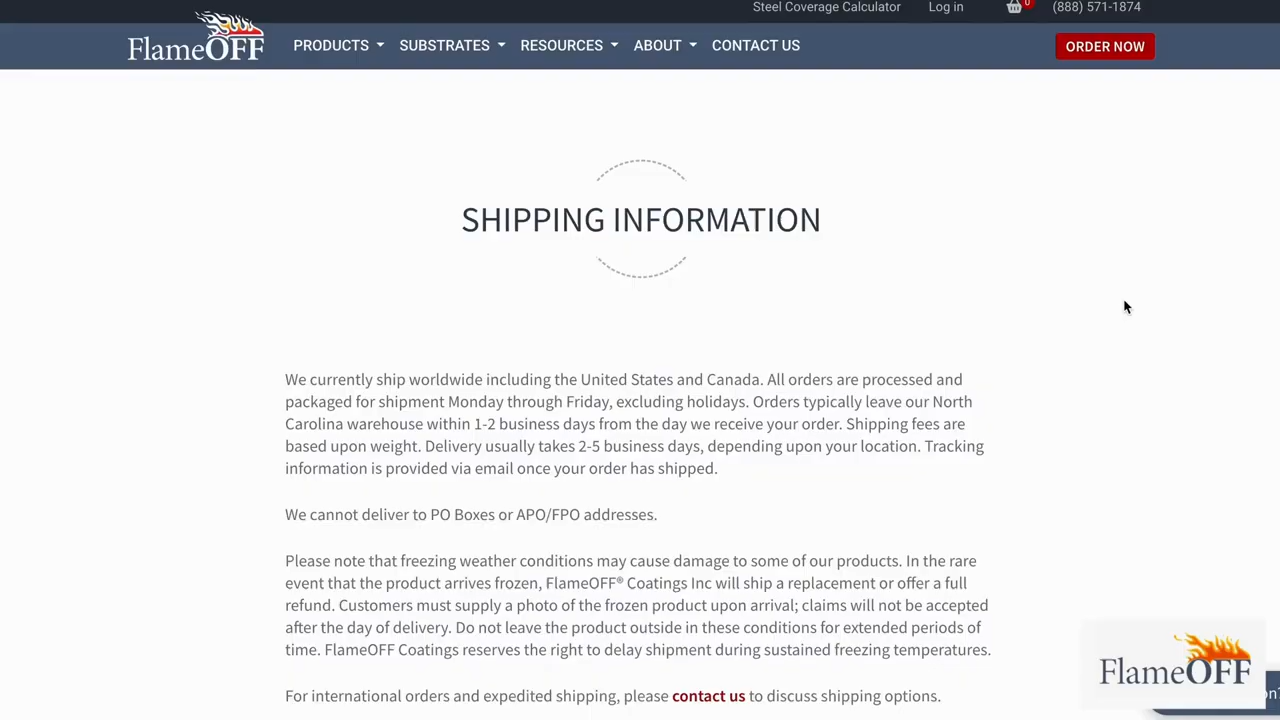 Steel Coverage Calculator Log in 0 (888) 571-1874
FlameOFF PRODUCTS SUBSTRATES RESOURCES ABOUT CONTACT US ORDER NOW
SHIPPING INFORMATION
We currently ship worldwide including the United States and Canada. All orders are processed and
packaged for shipment Monday through Friday, excluding holidays. Orders typically leave our North
Carolina warehouse within 1-2 business days from the day we receive your order. Shipping fees are
based upon weight. Delivery usually takes 2-5 business days, depending upon your location. Tracking
information is provided via email once your order has shipped.
We cannot deliver to PO Boxes or APO/FPO addresses.
Please note that freezing weather conditions may cause damage to some of our products. In the rare
event that the product arrives frozen, FlameOFF® Coatings Inc will ship a replacement or offer a full
refund. Customers must supply a photo of the frozen product upon arrival; claims will not be accepted
after the day of delivery. Do not leave the product outside in these conditions for extended periods of
time. FlameOFF Coatings reserves the right to delay shipment during sustained freezing temperatures.
For international orders and expedited shipping, please contact us to discuss shipping options.
FlameOFF